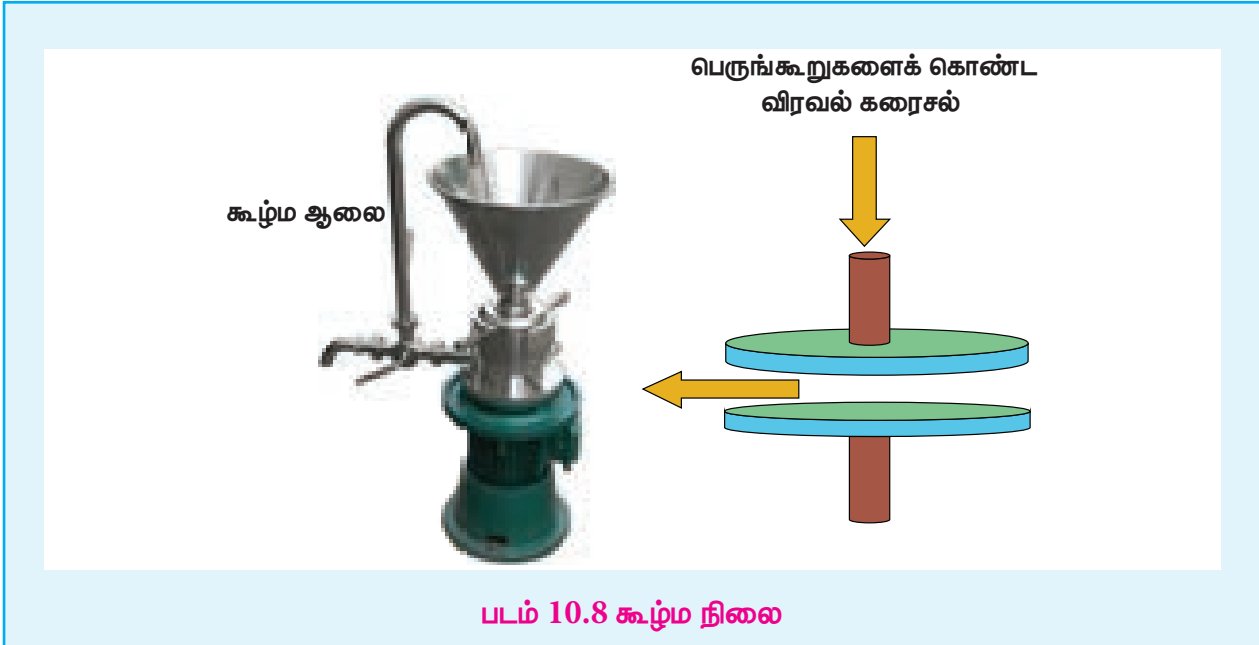 பெருங்கூறுகளைக் கொண்ட
விரவல் கரைசல்
கூழ்ம ஆலை
படம் 10.8 கூழ்ம நிலை